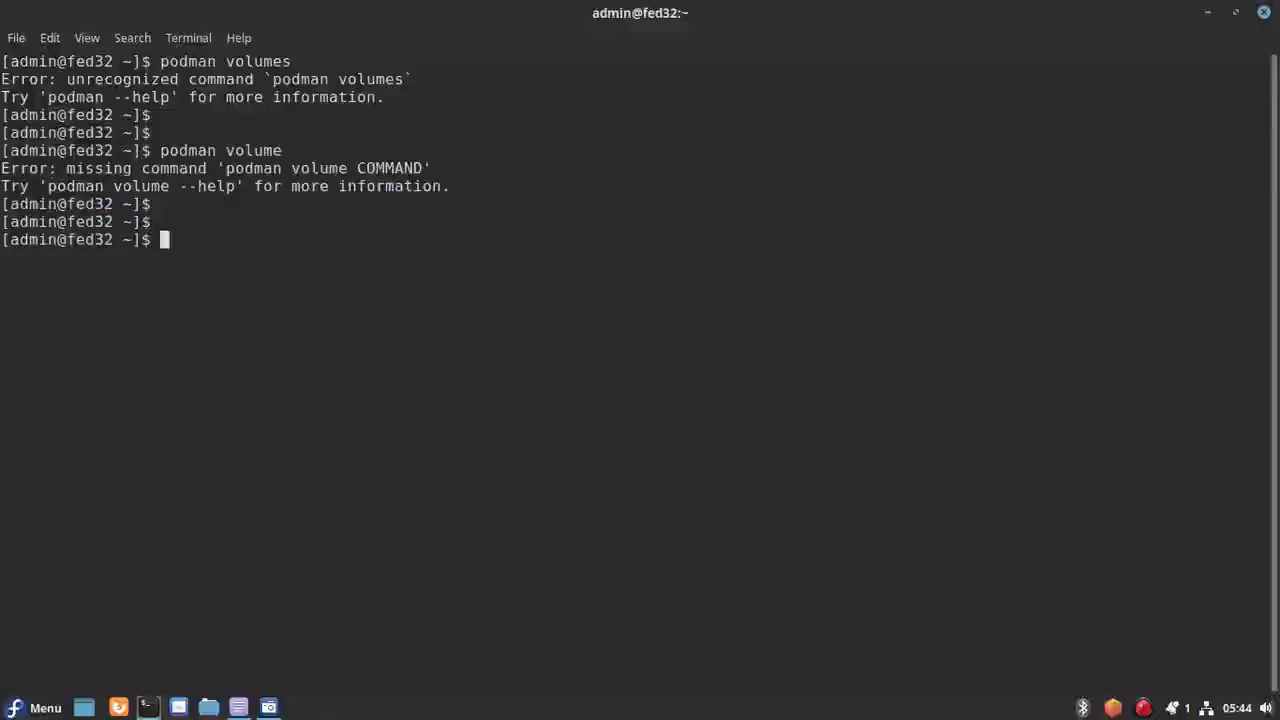 admin@fed32:~
File Edit View Search Terminal Help
[admin@fed32 ~]$ podman volumes
Error: unrecognized command `podman volumes`
Try 'podman --help' for more information.
[admin@fed32 ~]$
[admin@fed32 ~]$
[admin@fed32 ~]$ podman volume
Error: missing command 'podman volume COMMAND'
Try 'podman volume --help' for more information.
[admin@fed32 ~]$
[admin@fed32 ~]$
[admin@fed32 ~]$
Menu 1 05:44